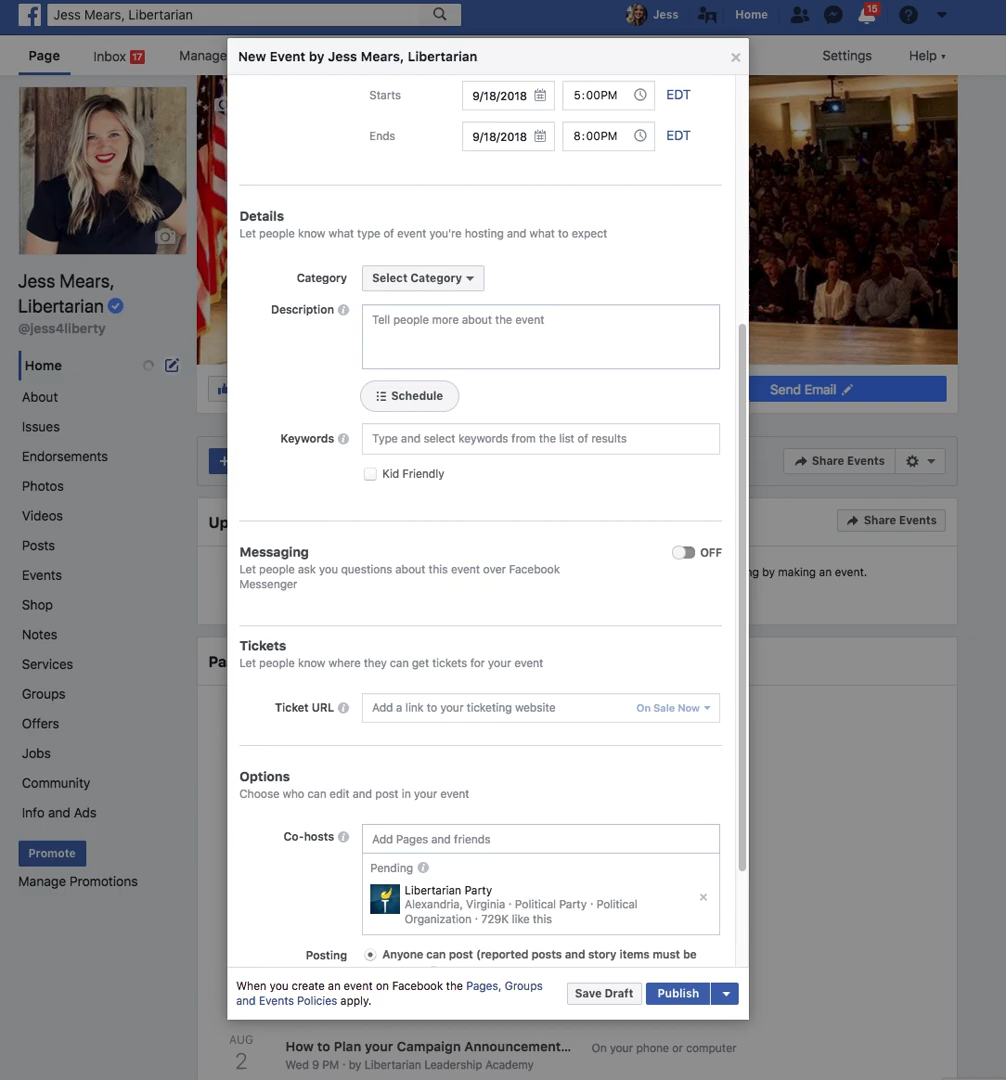 Jess Mears, Libertarian
Jess
Home
15
Page
Inbox 17
Manage
Settings
Help
New Event by Jess Mears, Libertarian
Starts
9/18/2018
5:00PM
EDT
Ends
9/18/2018
8:00PM
EDT
Details
Let people know what type of event you're hosting and what to expect
Category
Select Category
Description
Tell people more about the event
Schedule
Keywords
Type and select keywords from the list of results
Kid Friendly
Messaging
OFF
Let people ask you questions about this event over Facebook
Messenger
Tickets
Let people know where they can get tickets for your event
Ticket URL
Add a link to your ticketing website
On Sale Now
Options
Choose who can edit and post in your event
Co-hosts
Add Pages and friends
Pending
Libertarian Party
Alexandria, Virginia · Political Party · Political
Organization · 729K like this
Posting
Anyone can post (reported posts and story items must be
When you create an event on Facebook the Pages, Groups
and Events Policies apply.
Save Draft
Publish
Jess Mears,
Libertarian
@jess4liberty
Home
About
Issues
Endorsements
Photos
Videos
Posts
Events
Shop
Notes
Services
Groups
Offers
Jobs
Community
Info and Ads
Promote
Manage Promotions
Send Email
Share Events
Up
Share Events
ng by making an event.
Pa
AUG
2
How to Plan your Campaign Announcement...
Wed 9 PM · by Libertarian Leadership Academy
On your phone or computer